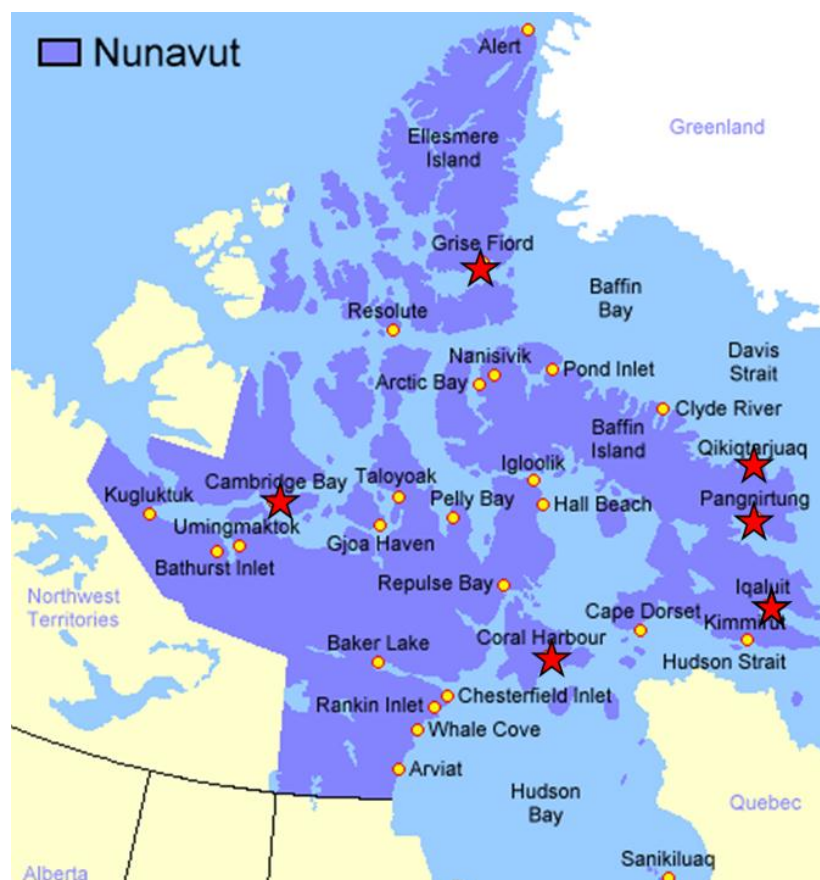 Nunavut
Alert
Greenland
Ellesmere
Island
Grise Fiord
Baffin
Bay
Resolute
Davis
Strait
Nanisivik
Pond Inlet
Arctic Bay
Clyde River
Baffin
Island
Qikiqtarjuaq
Igloolik
Cambridge Bay
Taloyoak
Kugluktuk
Pelly Bay
Hall Beach
Pangnirtung
Umingmaktok
Gjoa Haven
Bathurst Inlet
Repulse Bay
Iqaluit
Northwest
Territories
Cape Dorset
Kimmirut
Baker Lake
Coral Harbour
Hudson Strait
Chesterfield Inlet
Rankin Inlet
Whale Cove
Arviat
Hudson
Bay
Quebec
Sanikiluaq
Alberta